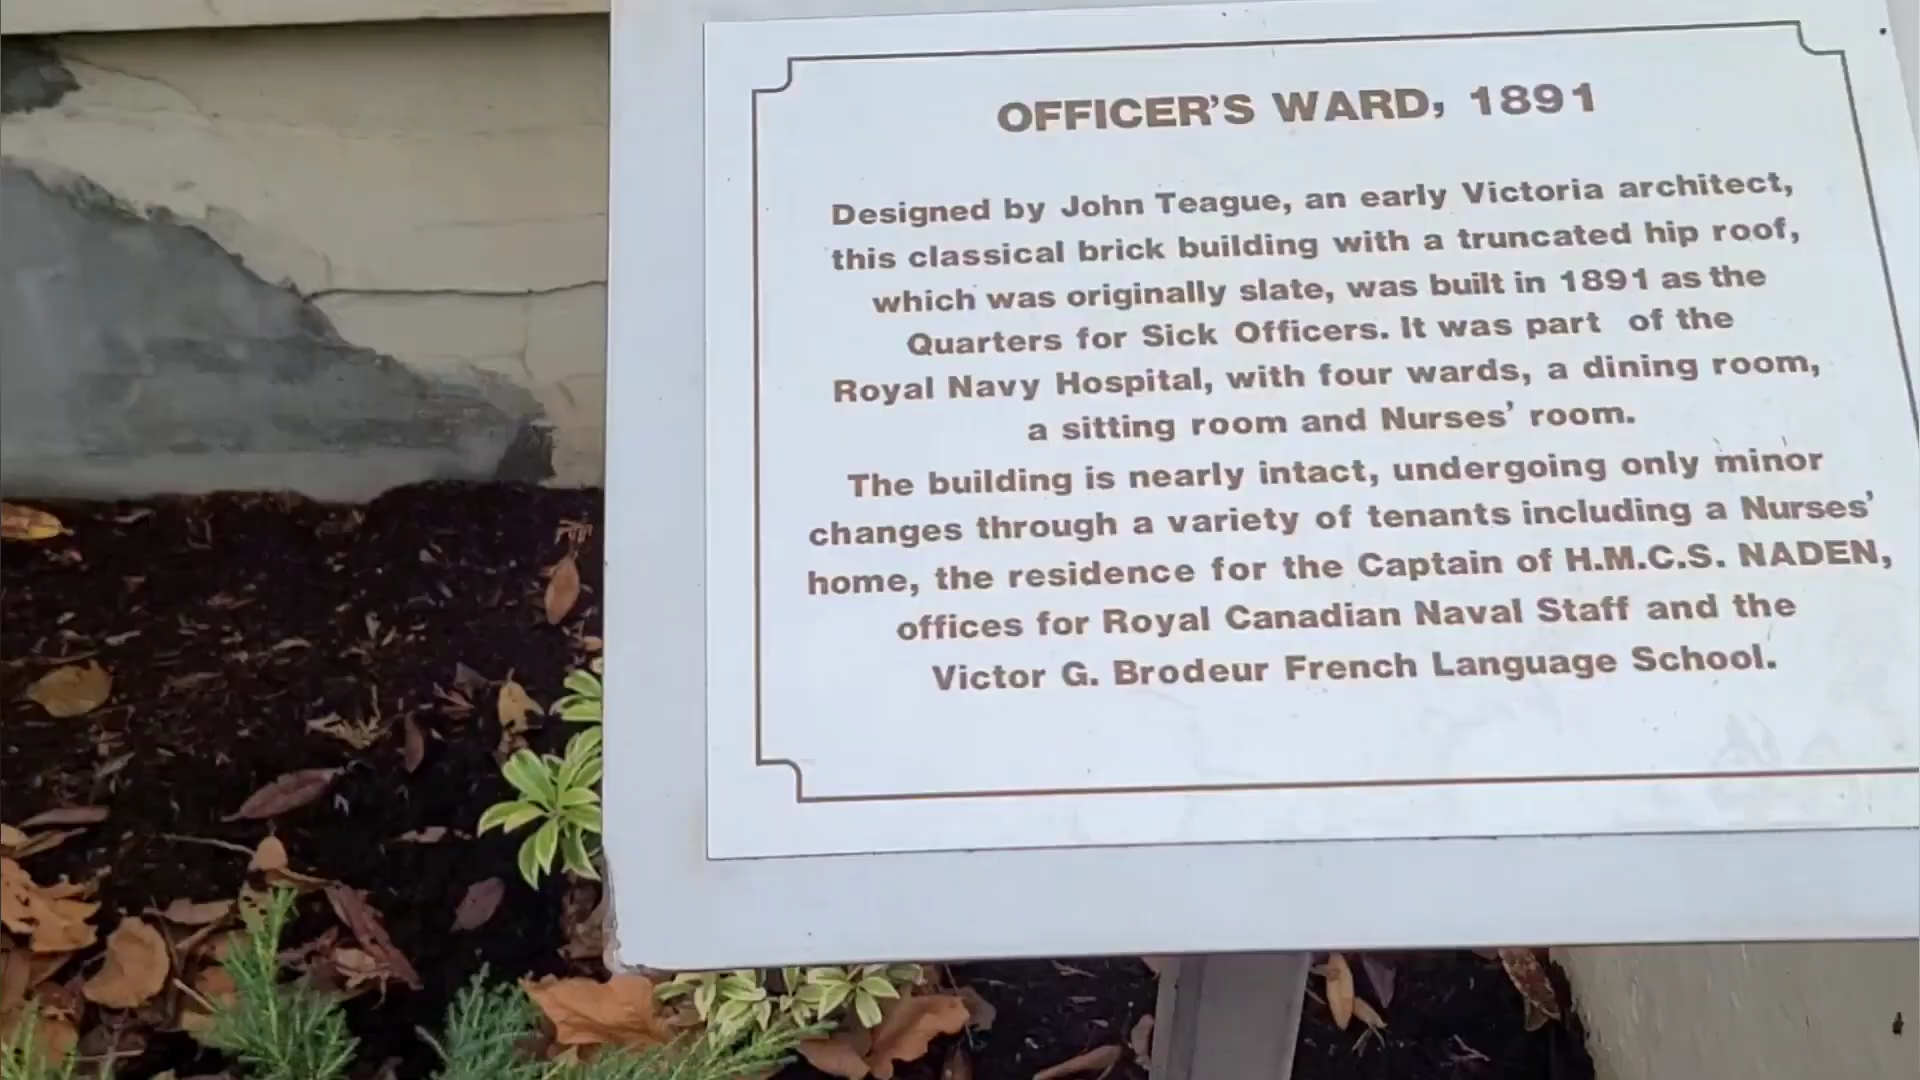 OFFICER'S WARD, 1891
Designed by John Teague, an early Victoria architect,
this classical brick building with a truncated hip roof,
which was originally slate, was built in 1891 as the
Quarters for Sick Officers. It was part of the
Royal Navy Hospital, with four wards, a dining room,
a sitting room and Nurses' room.
The building is nearly intact, undergoing only minor
changes through a variety of tenants including a Nurses'
home, the residence for the Captain of H.M.C.S. NADEN,
offices for Royal Canadian Naval Staff and the
Victor G. Brodeur French Language School.